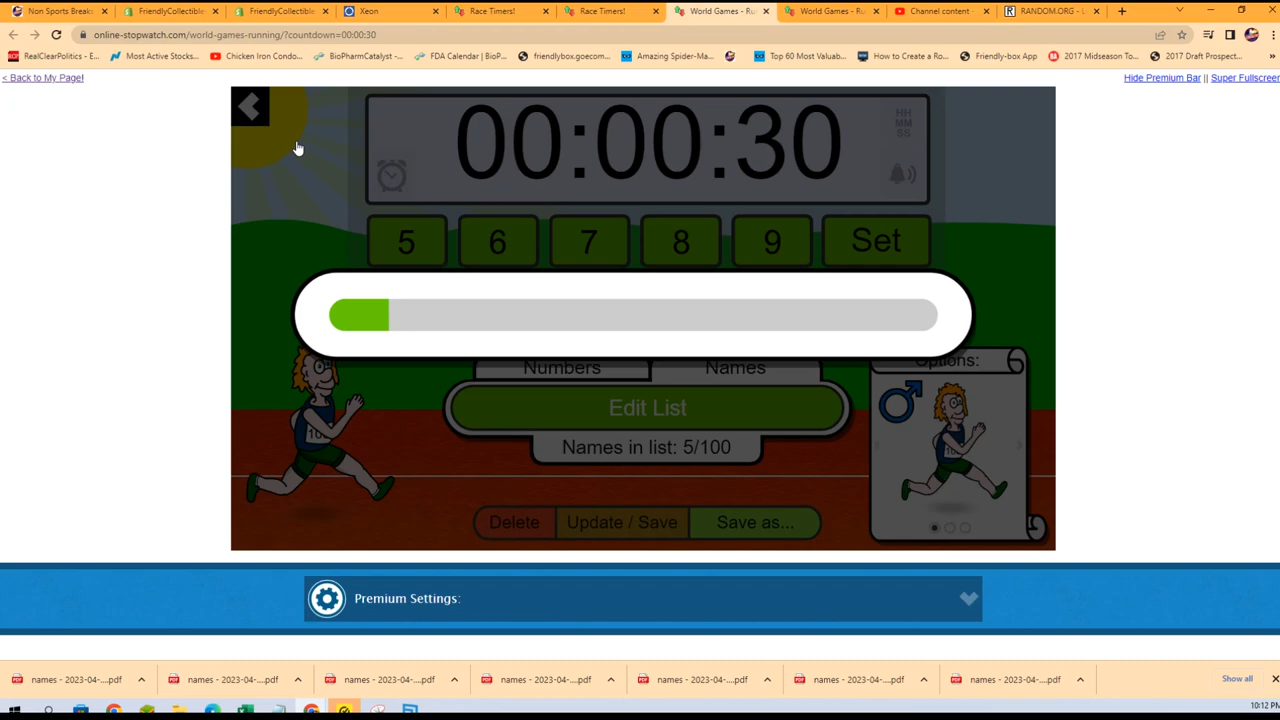 Non Sports Breaks
FriendlyCollectible
FriendlyCollectible
Xeon
Race Timers!
Race Timers!
World Games - Ru
World Games - Ru
Channel content -
RANDOM.ORG - L
online-stopwatch.com/world-games-running/?countdown=00:00:30
RealClearPolitics - E...
Most Active Stocks...
Chicken Iron Condo...
BioPharmCatalyst -...
FDA Calendar | BioP...
friendlybox.goecom...
Amazing Spider-Ma...
Top 60 Most Valuab...
How to Create a Ro...
Friendly-box App
2017 Midseason To...
2017 Draft Prospect...
< Back to My Page!
Hide Premium Bar || Super Fullscreen
00:00:30
HH
MM
SS
5 6 7 8 9 Set
Numbers Names
Options:
Edit List
Names in list: 5/100
Delete Update / Save Save as...
Premium Settings:
names - 2023-04-....pdf
names - 2023-04-....pdf
names - 2023-04-....pdf
names - 2023-04-....pdf
names - 2023-04-....pdf
names - 2023-04-....pdf
names - 2023-04-....pdf
Show all
10:12 PM